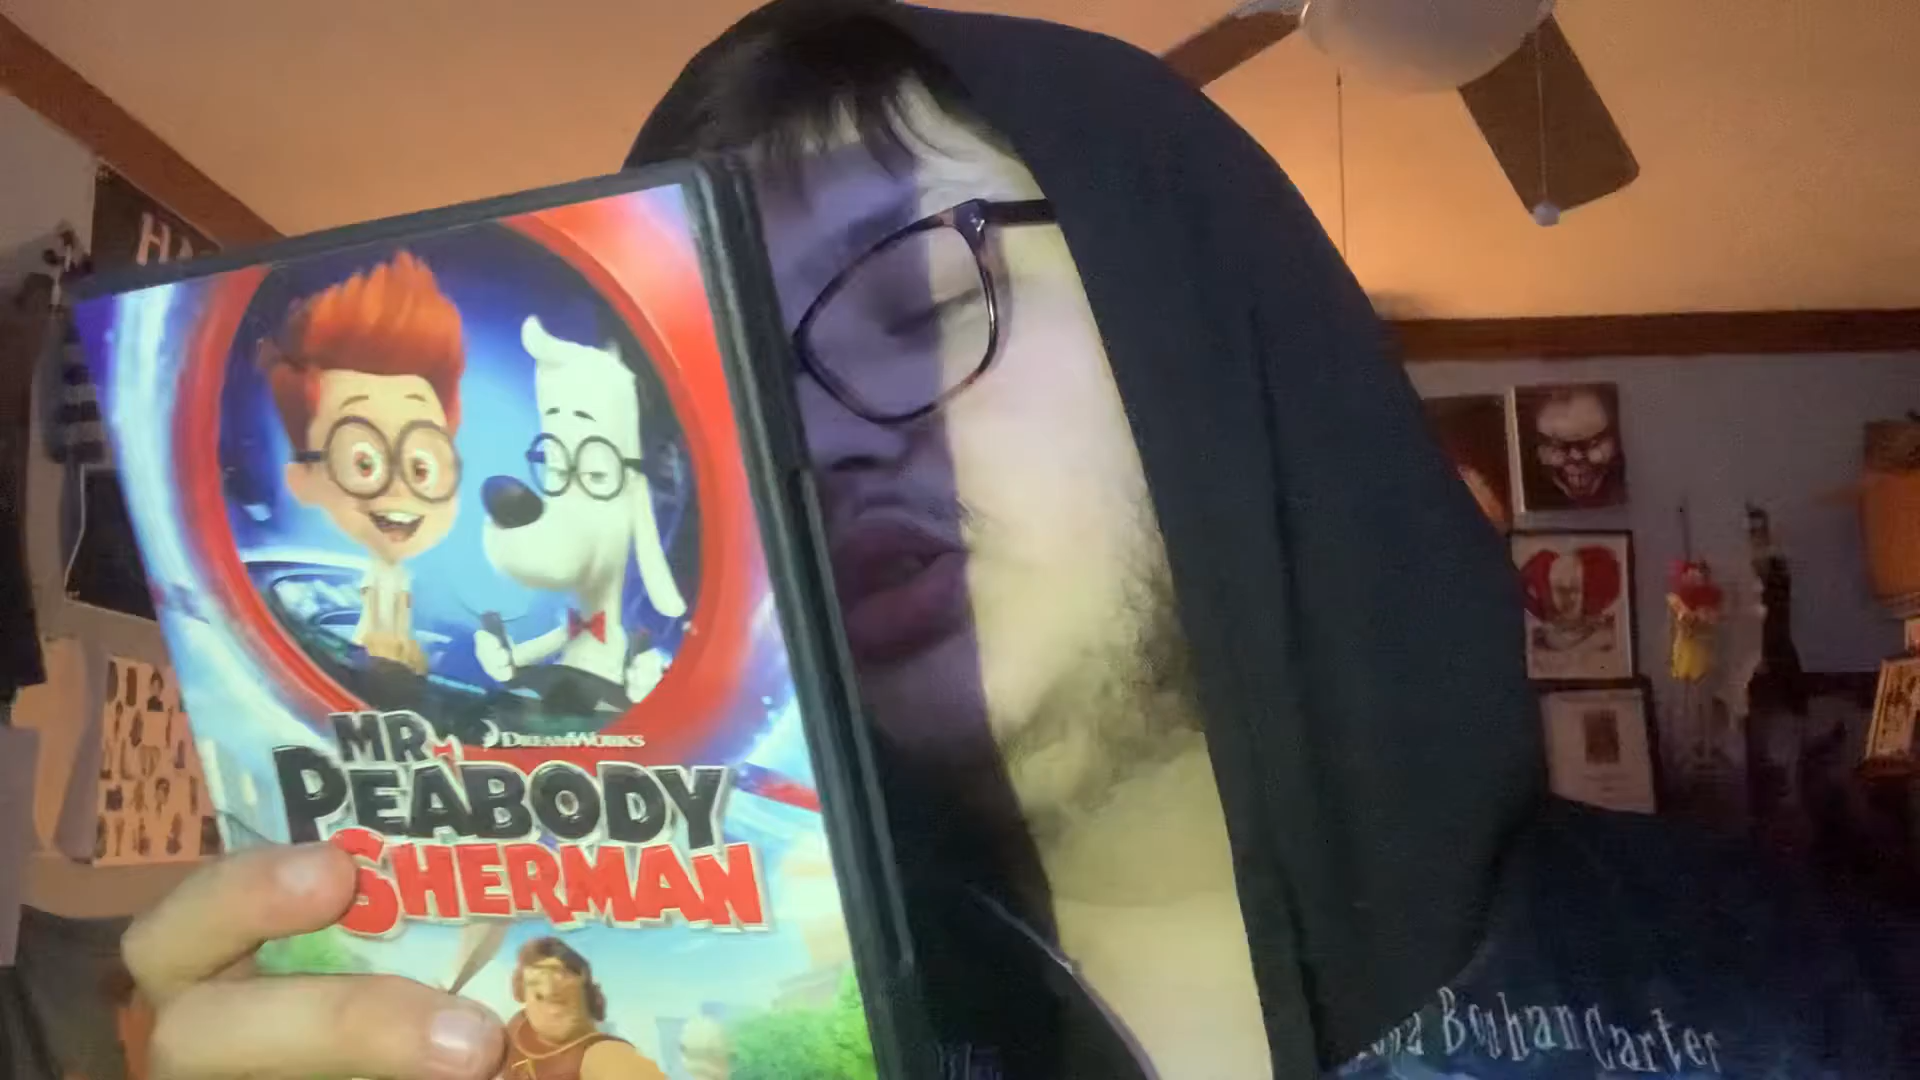 MR.
DREAMWORKS
PEABODY
SHERMAN
Bonham Carter